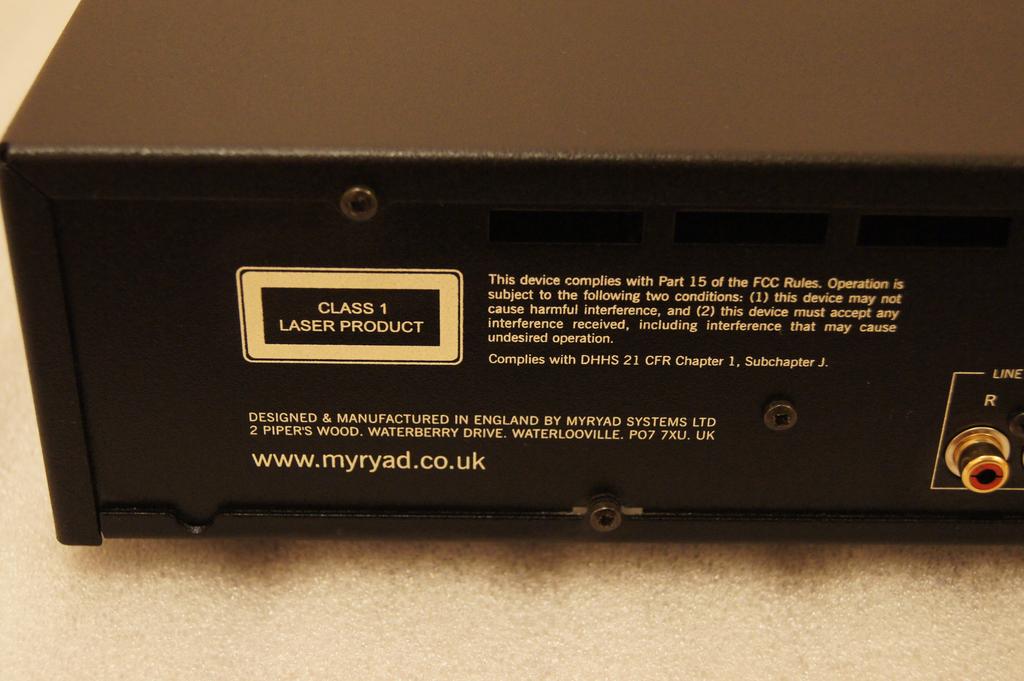 CLASS 1
LASER PRODUCT
This device complies with Part 15 of the FCC Rules. Operation is
subject to the following two conditions: (1) this device may not
cause harmful interference, and (2) this device must accept any
interference received, including interference that may cause
undesired operation.
Complies with DHHS 21 CFR Chapter 1, Subchapter J.
DESIGNED & MANUFACTURED IN ENGLAND BY MYRYAD SYSTEMS LTD
2 PIPER'S WOOD. WATERBERRY DRIVE. WATERLOOVILLE. PO7 7XU. UK
www.myryad.co.uk
LINE
R